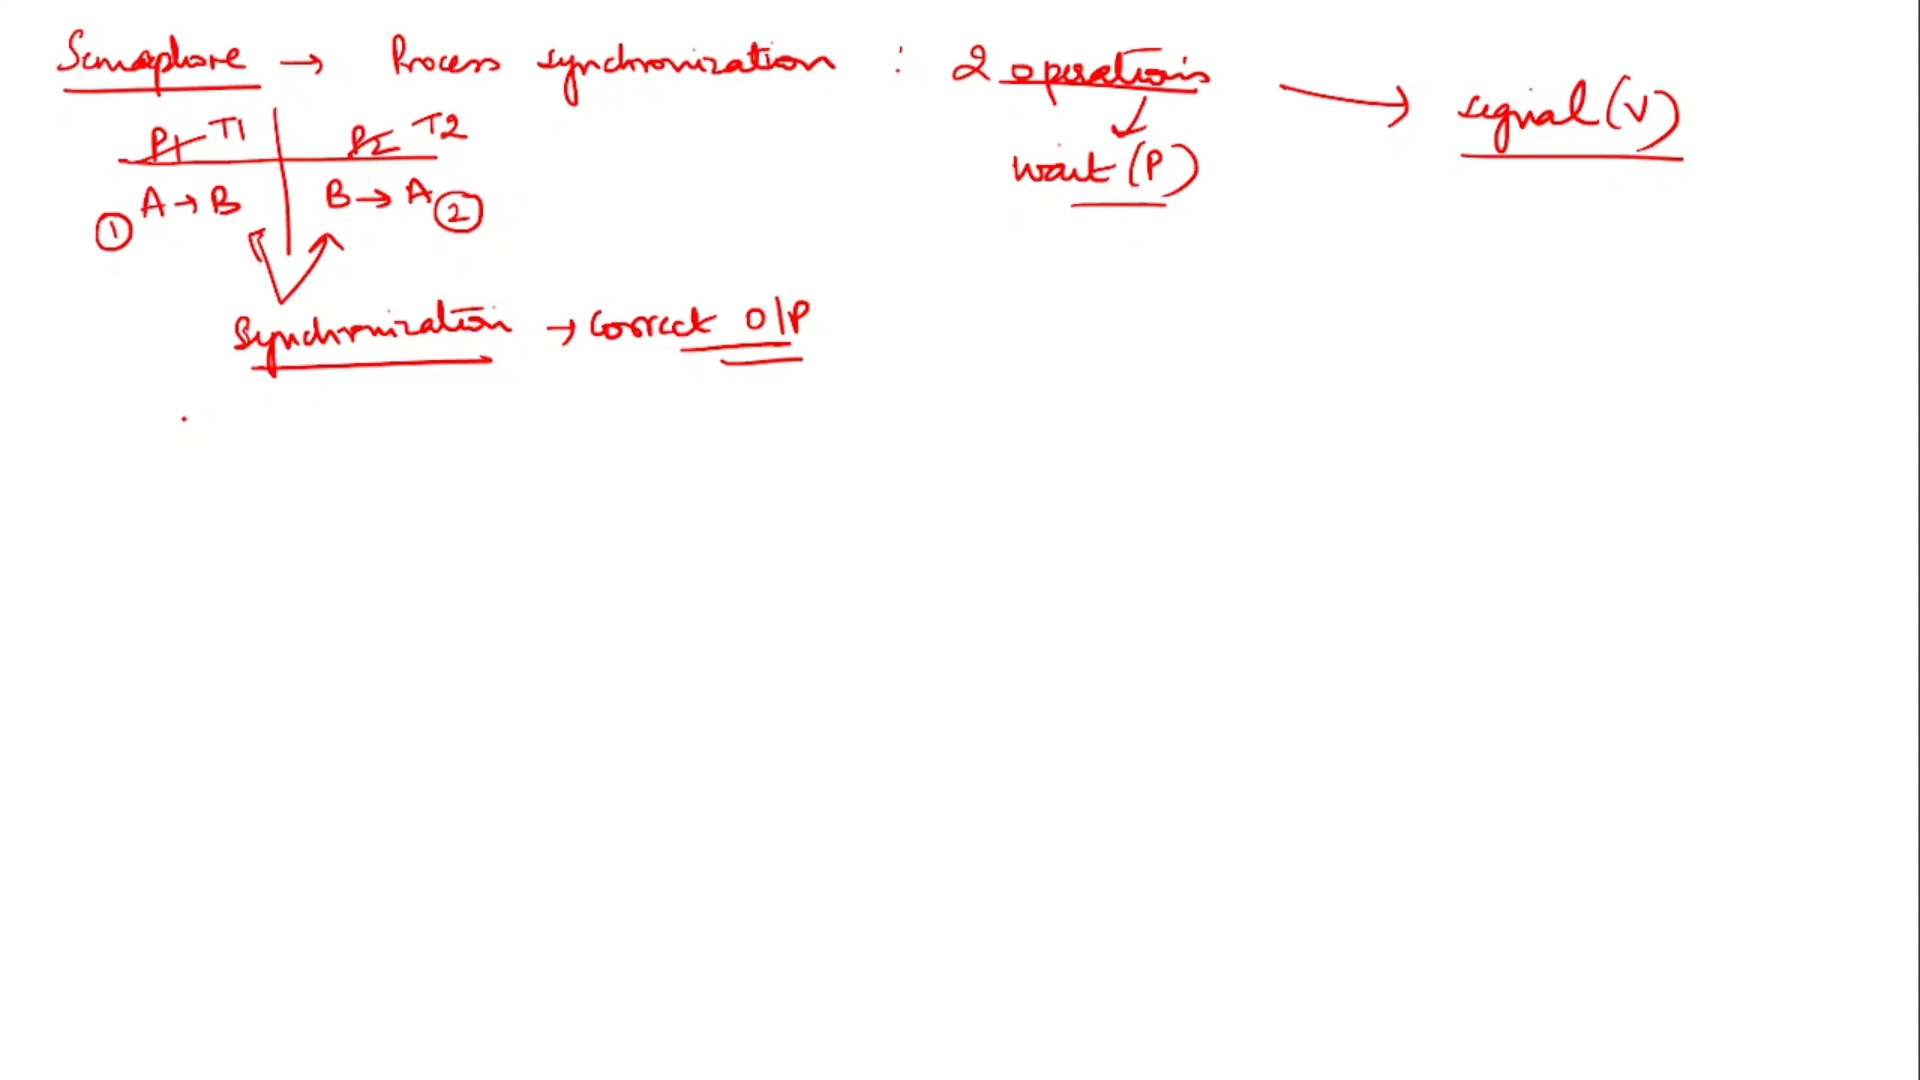 Semaphore → Process synchronization : 2 operations → signal (V)
↓
wait (P)
P1 T1 | P2 T2
① A → B | B → A ②
Synchronization → Correct O/P